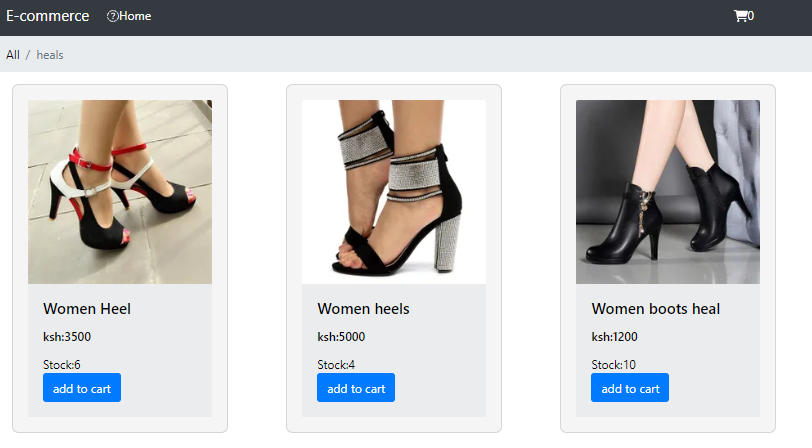 E-commerce Home 0
All / heals
Women Heel
ksh:3500
Stock:6
add to cart
Women heels
ksh:5000
Stock:4
add to cart
Women boots heal
ksh:1200
Stock:10
add to cart